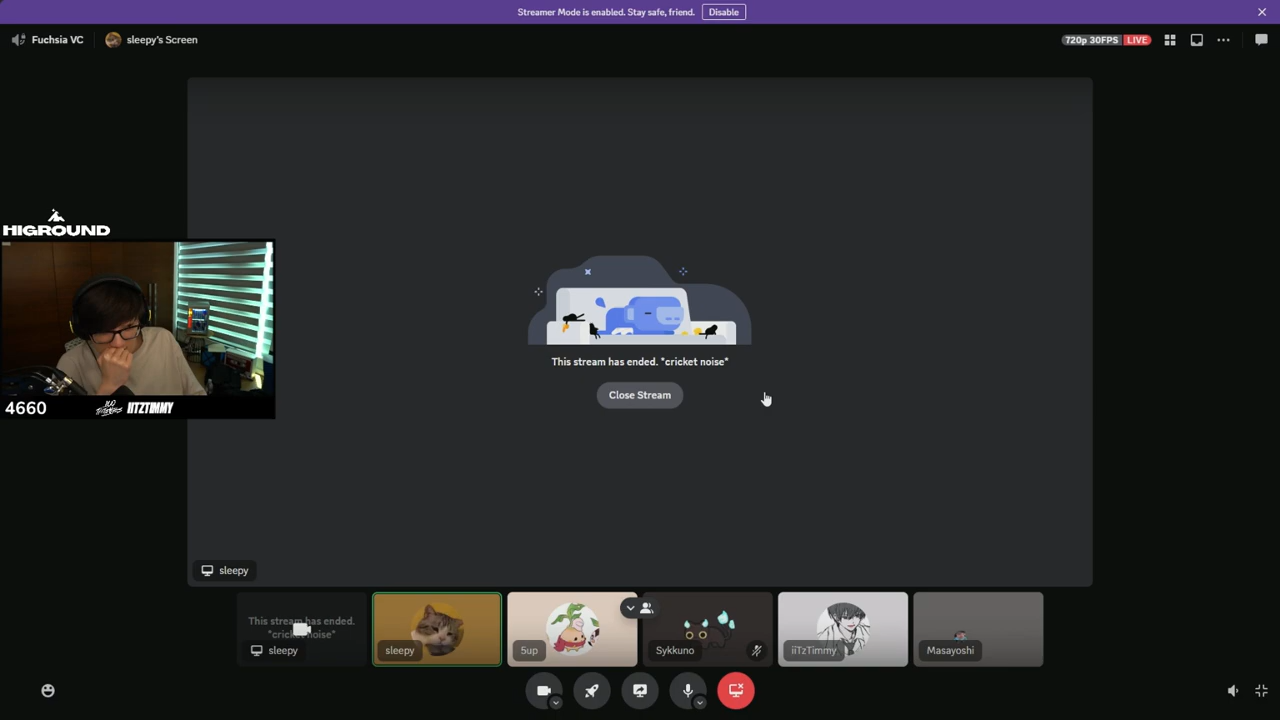 Streamer Mode is enabled. Stay safe, friend.
Disable
Fuchsia VC
sleepy's Screen
720p 30FPS
LIVE
HIGROUND
4660
100 THIEVES
IITZTIMMY
This stream has ended. *cricket noise*
Close Stream
sleepy
This stream has ended.
*cricket noise*
sleepy
sleepy
5up
Sykkuno
iiTzTimmy
Masayoshi